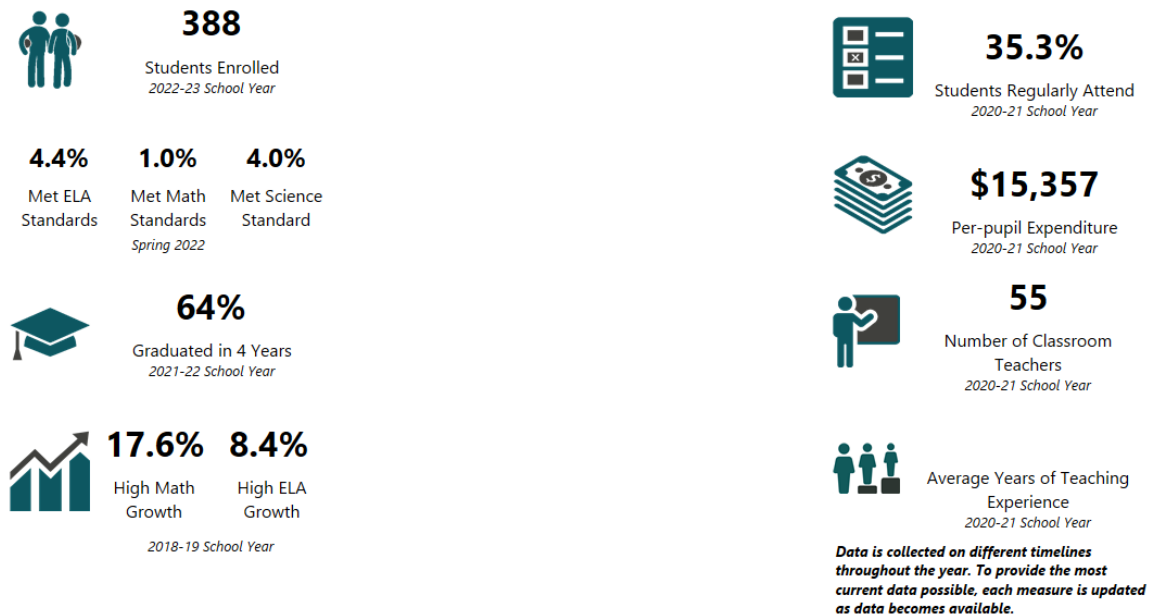 388
Students Enrolled
2022-23 School Year
4.4%
Met ELA
Standards
1.0%
Met Math
Standards
Spring 2022
4.0%
Met Science
Standard
64%
Graduated in 4 Years
2021-22 School Year
17.6%
High Math
Growth
8.4%
High ELA
Growth
2018-19 School Year
35.3%
Students Regularly Attend
2020-21 School Year
$
$15,357
Per-pupil Expenditure
2020-21 School Year
55
Number of Classroom
Teachers
2020-21 School Year
Average Years of Teaching
Experience
2020-21 School Year
Data is collected on different timelines
throughout the year. To provide the most
current data possible, each measure is updated
as data becomes available.